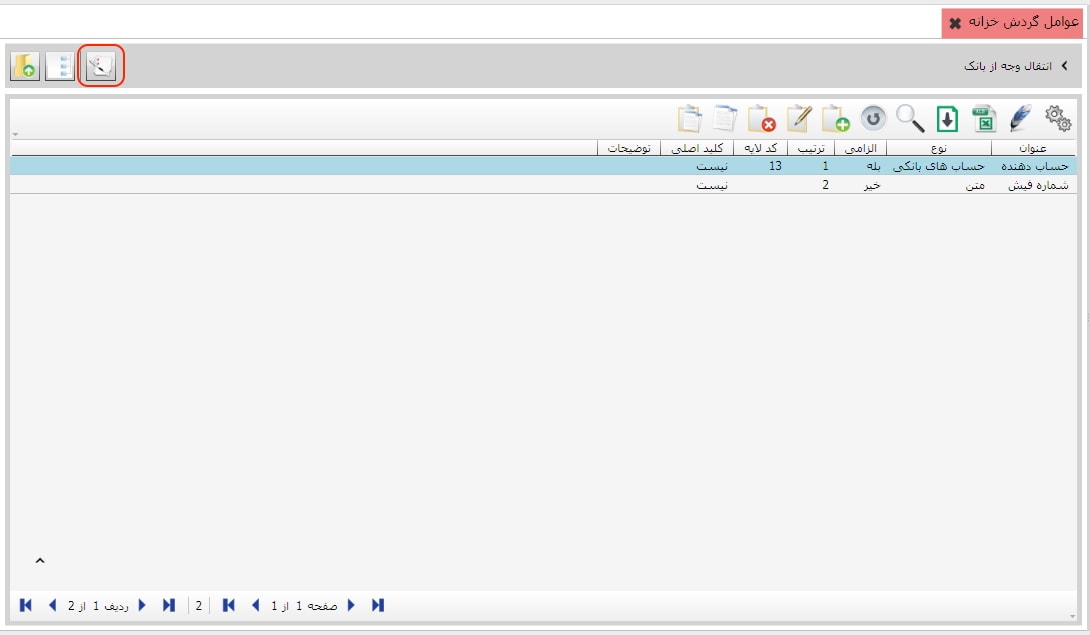 عوامل گردش خزانه
انتقال وجه از بانک
عنوان نوع الزامی ترتیب کد لایه کلید اصلی توضیحات
حساب دهنده حساب های بانکی بله 1 13 نیست
شماره فیش متن خیر 2 نیست
صفحه 1 از 1 2 ردیف 1 از 2